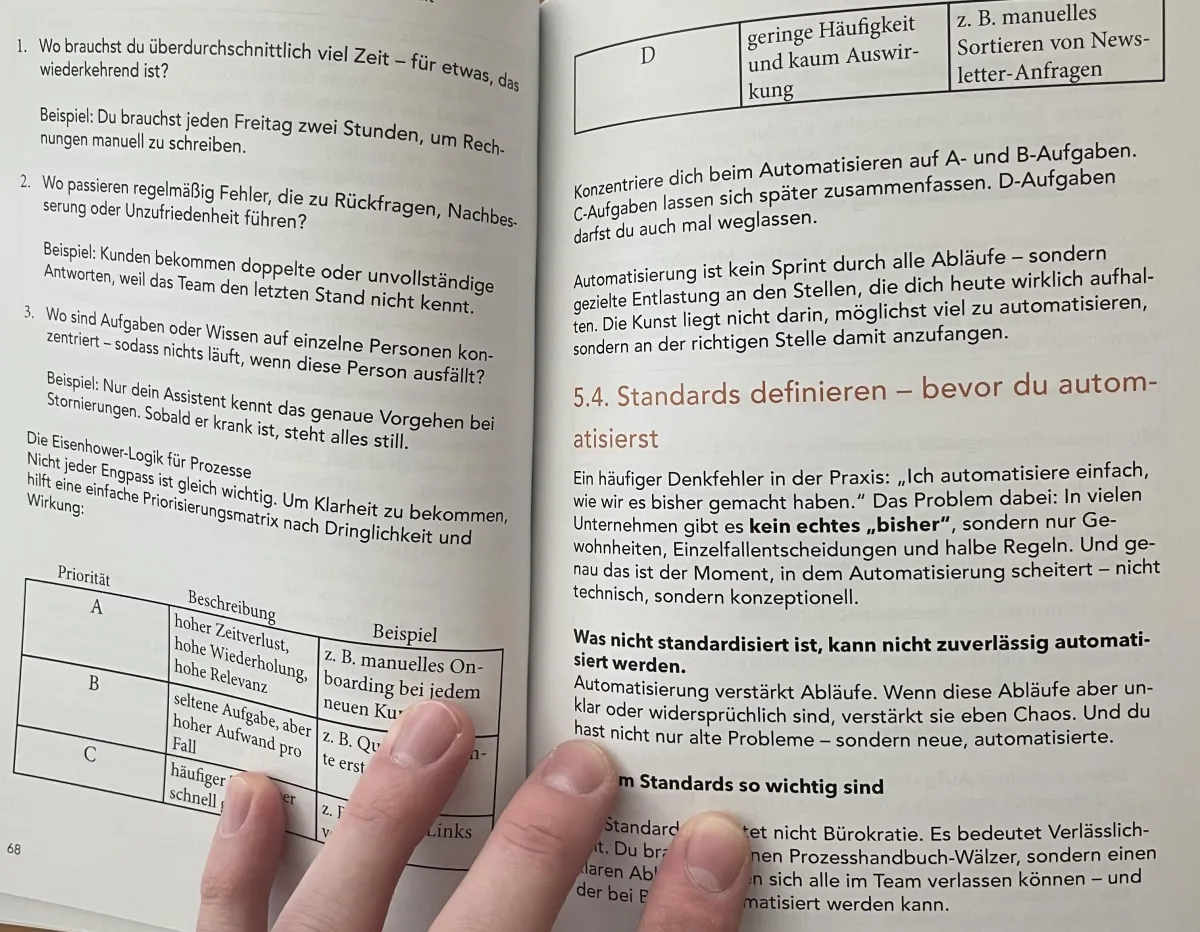 1. Wo brauchst du überdurchschnittlich viel Zeit – für etwas, das
wiederkehrend ist?
Beispiel: Du brauchst jeden Freitag zwei Stunden, um Rech-
nungen manuell zu schreiben.
2. Wo passieren regelmäßig Fehler, die zu Rückfragen, Nachbes-
serung oder Unzufriedenheit führen?
Beispiel: Kunden bekommen doppelte oder unvollständige
Antworten, weil das Team den letzten Stand nicht kennt.
3. Wo sind Aufgaben oder Wissen auf einzelne Personen kon-
zentriert – sodass nichts läuft, wenn diese Person ausfällt?
Beispiel: Nur dein Assistent kennt das genaue Vorgehen bei
Stornierungen. Sobald er krank ist, steht alles still.
Die Eisenhower-Logik für Prozesse
Nicht jeder Engpass ist gleich wichtig. Um Klarheit zu bekommen,
hilft eine einfache Priorisierungsmatrix nach Dringlichkeit und
Wirkung:
Priorität
Beschreibung
Beispiel
A
hoher Zeitverlust,
hohe Wiederholung,
hohe Relevanz
z. B. manuelles On-
boarding bei jedem
neuen
B
seltene Aufgabe, aber
hoher Aufwand pro
Fall
z. B.
te
C
häufiger
schnell
z.
Links
68
D
geringe Häufigkeit
und kaum Auswir-
kung
z. B. manuelles
Sortieren von News-
letter-Anfragen
Konzentriere dich beim Automatisieren auf A- und B-Aufgaben.
C-Aufgaben lassen sich später zusammenfassen. D-Aufgaben
darfst du auch mal weglassen.
Automatisierung ist kein Sprint durch alle Abläufe – sondern
gezielte Entlastung an den Stellen, die dich heute wirklich aufhal-
ten. Die Kunst liegt nicht darin, möglichst viel zu automatisieren,
sondern an der richtigen Stelle damit anzufangen.
5.4. Standards definieren – bevor du autom-
atisierst
Ein häufiger Denkfehler in der Praxis: „Ich automatisiere einfach,
wie wir es bisher gemacht haben.“ Das Problem dabei: In vielen
Unternehmen gibt es kein echtes „bisher“, sondern nur Ge-
wohnheiten, Einzelfallentscheidungen und halbe Regeln. Und ge-
nau das ist der Moment, in dem Automatisierung scheitert – nicht
technisch, sondern konzeptionell.
Was nicht standardisiert ist, kann nicht zuverlässig automati-
siert werden.
Automatisierung verstärkt Abläufe. Wenn diese Abläufe aber un-
klar oder widersprüchlich sind, verstärkt sie eben Chaos. Und du
hast nicht nur alte Probleme – sondern neue, automatisierte.
Standards so wichtig sind
Standard nicht Bürokratie. Es bedeutet Verlässlich-
Du Prozesshandbuch-Wälzer, sondern einen
sich alle im Team verlassen können – und
der bei werden kann.